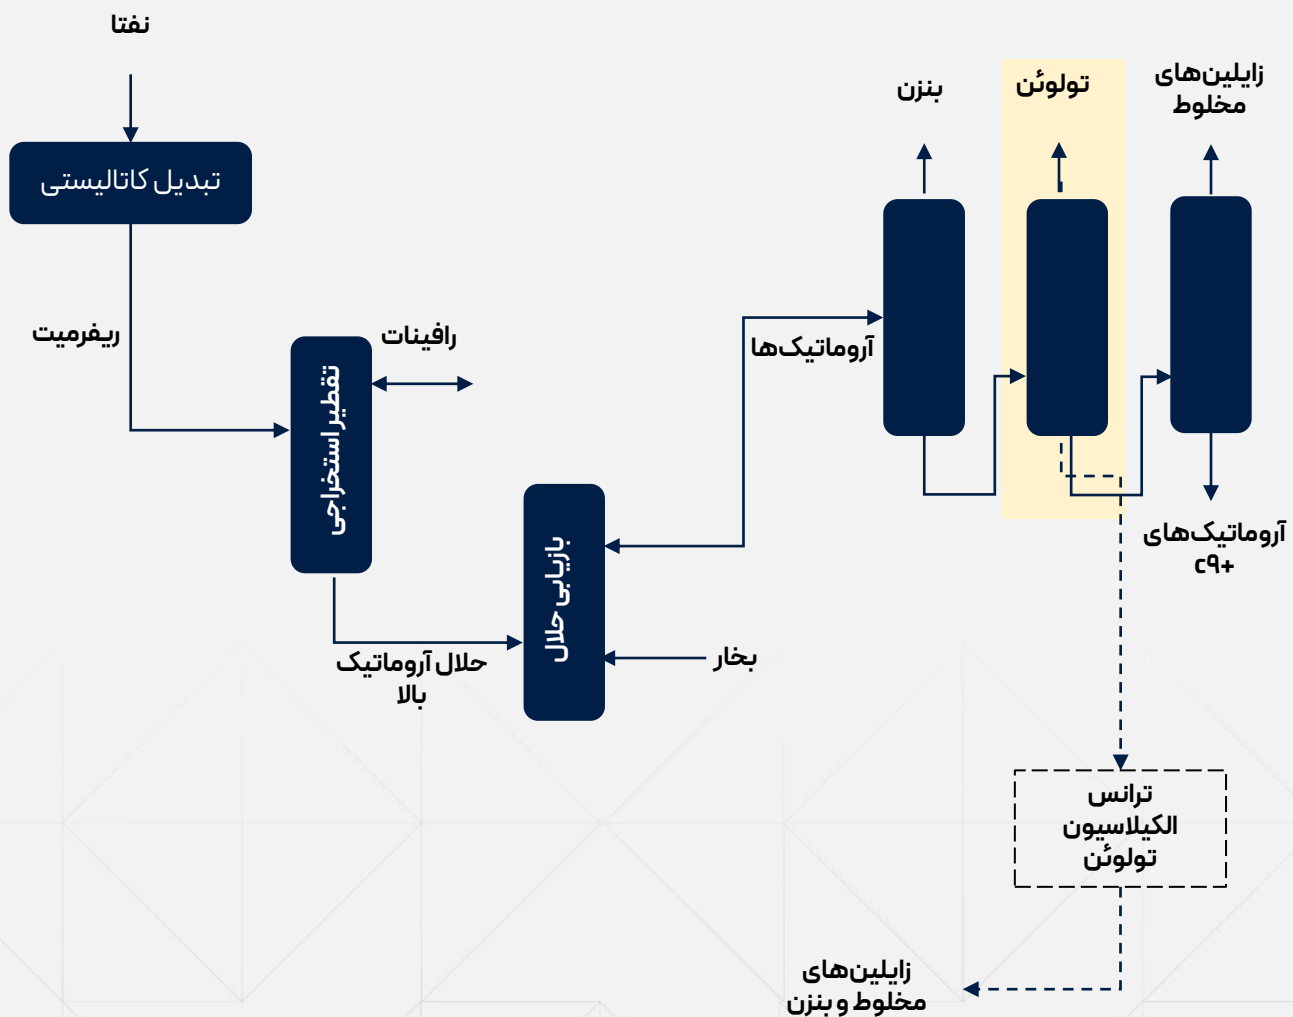 نفتا
تبدیل کاتالیستی
ریفرمیت
تقطیر استخراجی
رافینات
حلال آروماتیک
بالا
بازیابی حلال
بخار
آروماتیک‌ها
بنزن
تولوئن
زایلین‌های
مخلوط
آروماتیک‌های
c۹+
ترانس
الکیلاسیون
تولوئن
زایلین‌های
مخلوط و بنزن